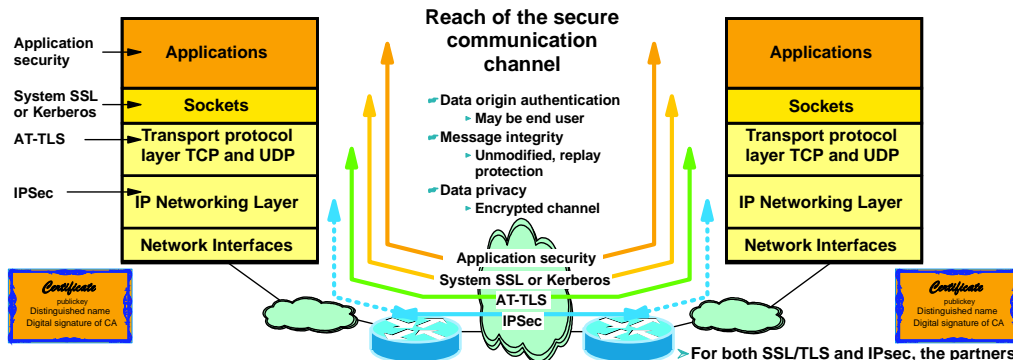 Reach of the secure
communication
channel
Application
security
System SSL
or Kerberos
AT-TLS
IPSec
Applications
Sockets
Transport protocol
layer TCP and UDP
IP Networking Layer
Network Interfaces
Data origin authentication
May be end user
Message integrity
Unmodified, replay
protection
Data privacy
Encrypted channel
Application security
System SSL or Kerberos
AT-TLS
IPSec
Applications
Sockets
Transport protocol
layer TCP and UDP
IP Networking Layer
Network Interfaces
Certificate
publickey
Distinguished name
Digital signature of CA
Certificate
publickey
Distinguished name
Digital signature of CA
For both SSL/TLS and IPsec, the partners